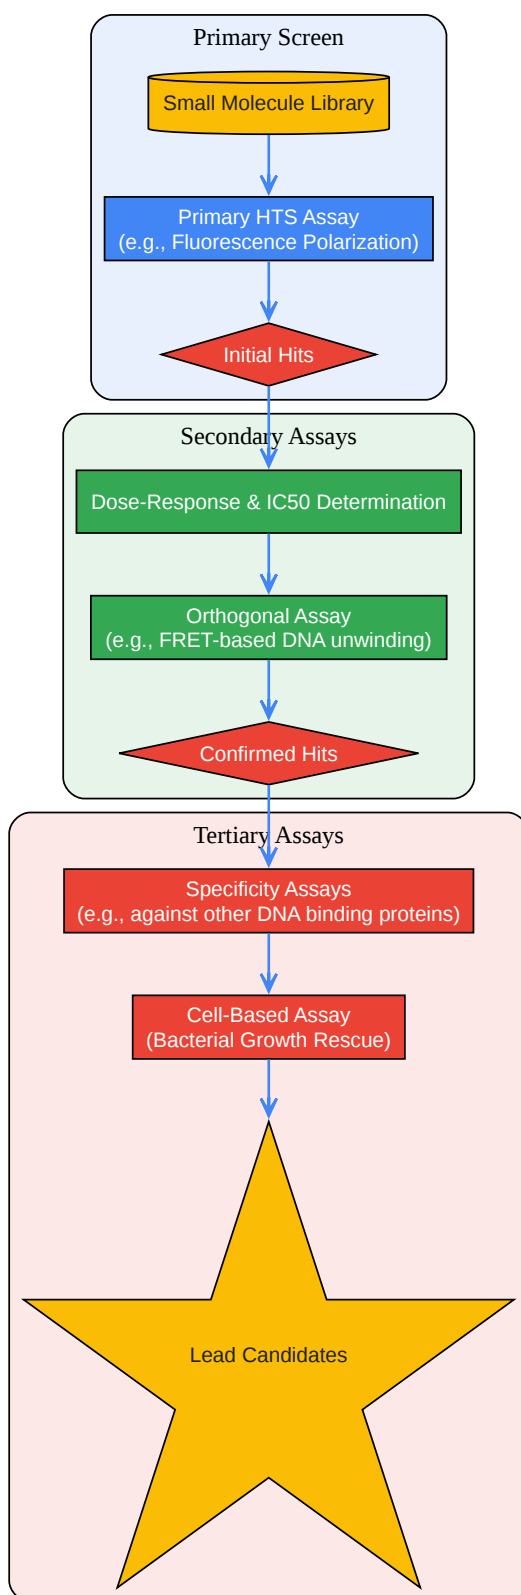 Primary Screen
Small Molecule Library
Primary HTS Assay
(e.g., Fluorescence Polarization)
Initial Hits
Secondary Assays
Dose-Response & IC50 Determination
Orthogonal Assay
(e.g., FRET-based DNA unwinding)
Confirmed Hits
Tertiary Assays
Specificity Assays
(e.g., against other DNA binding proteins)
Cell-Based Assay
(Bacterial Growth Rescue)
Lead Candidates